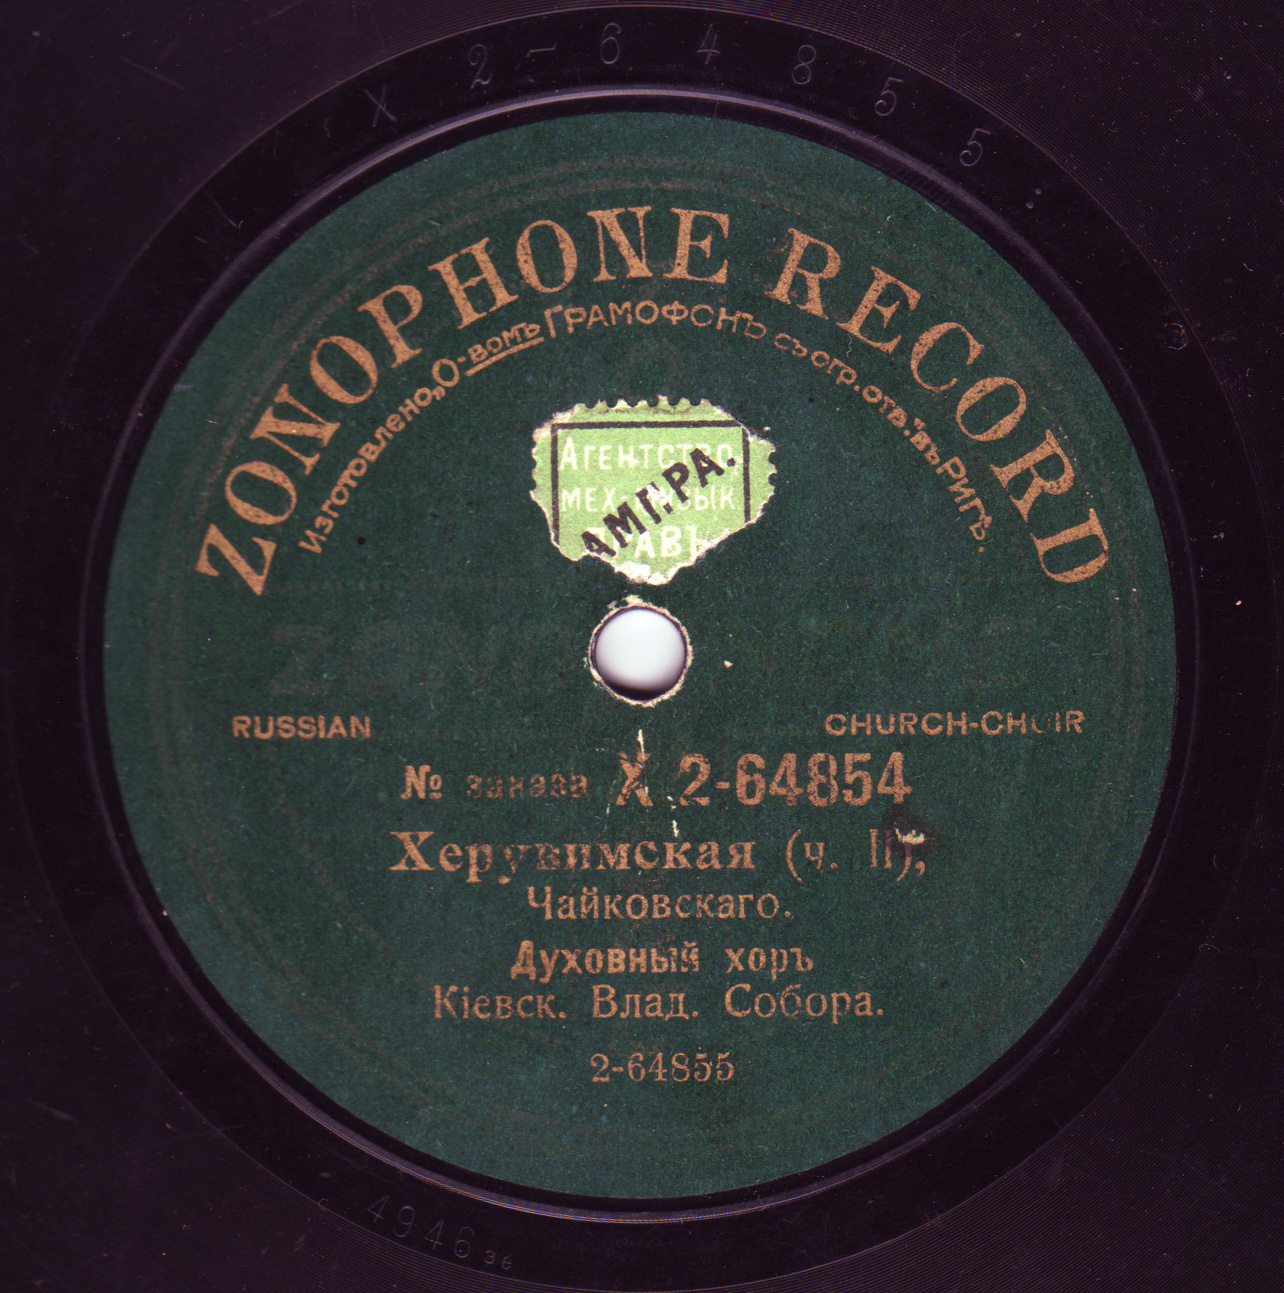 X 2-64855
ZONOPHONE RECORD
Изготовлено „О-вомъ Грамофонъ съ огр. отв." въ Ригѣ.
Агентство
мех. музык.
АМПРА.
АВЪ
RUSSIAN
CHURCH-CHOIR
№ заказа X 2-64854
Херувимская (ч. II),
Чайковскаго.
Духовный хоръ
Кіевск. Влад. Собора.
2-64855
4946